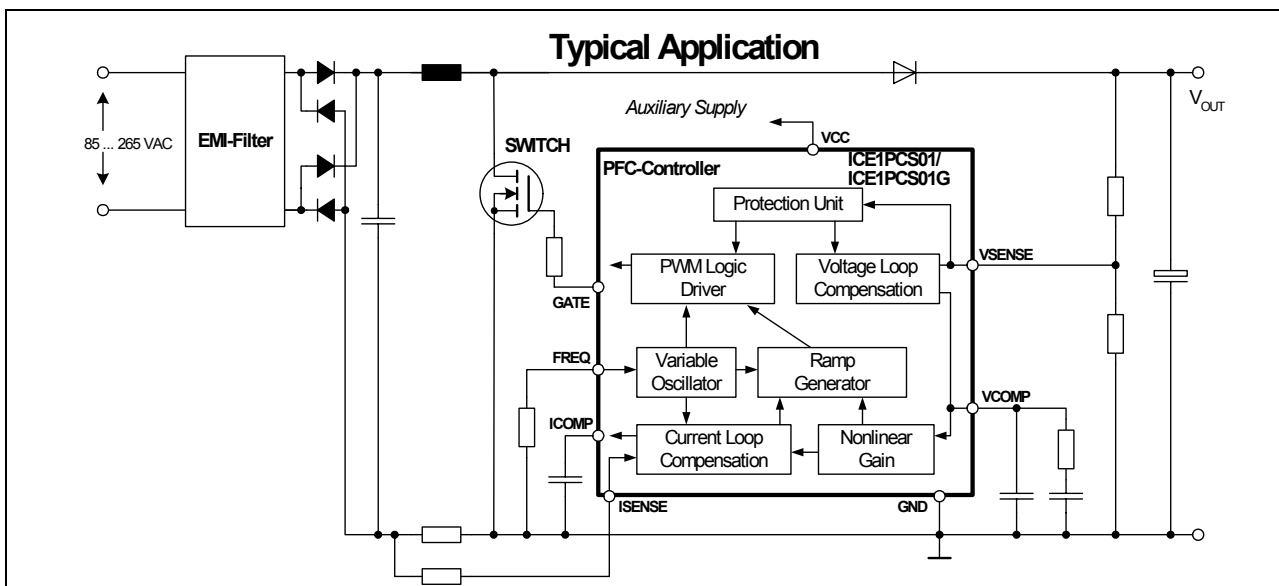 Typical Application
85 ... 265 VAC
EMI-Filter
Auxiliary Supply
VCC
V_OUT
SWITCH
PFC-Controller
ICE1PCS01/
ICE1PCS01G
Protection Unit
PWM Logic
Driver
Voltage Loop
Compensation
VSENSE
GATE
FREQ
Variable
Oscillator
Ramp
Generator
VCOMP
ICOMP
Current Loop
Compensation
Nonlinear
Gain
ISENSE
GND